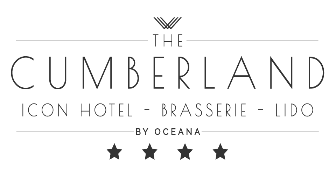 THE
CUMBERLAND
ICON HOTEL - BRASSERIE - LIDO
BY OCEANA